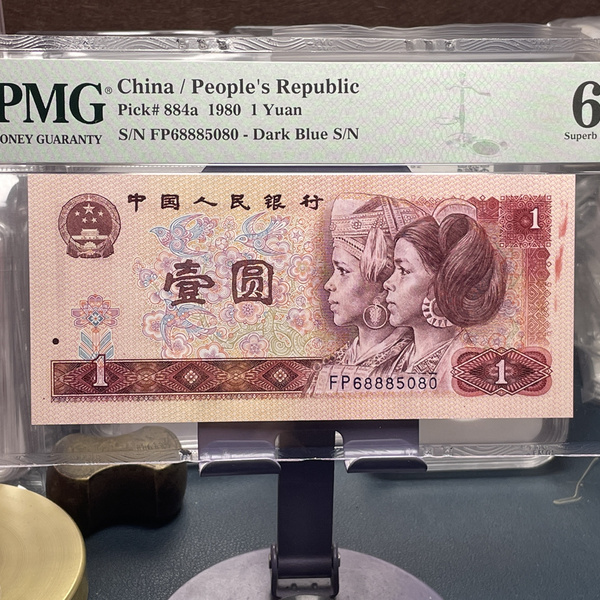 PMG®
MONEY GUARANTY
China / People's Republic
Pick# 884a 1980 1 Yuan
S/N FP68885080 - Dark Blue S/N
6
Superb
中国人民银行
1
壹圆
1
FP68885080
1